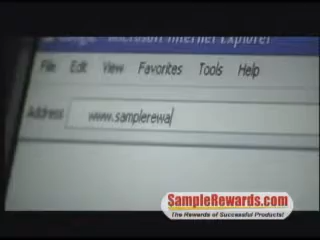 Microsoft Internet Explorer
File Edit View Favorites Tools Help
Address www.samplerewa
SampleRewards.com
The Rewards of Successful Products!